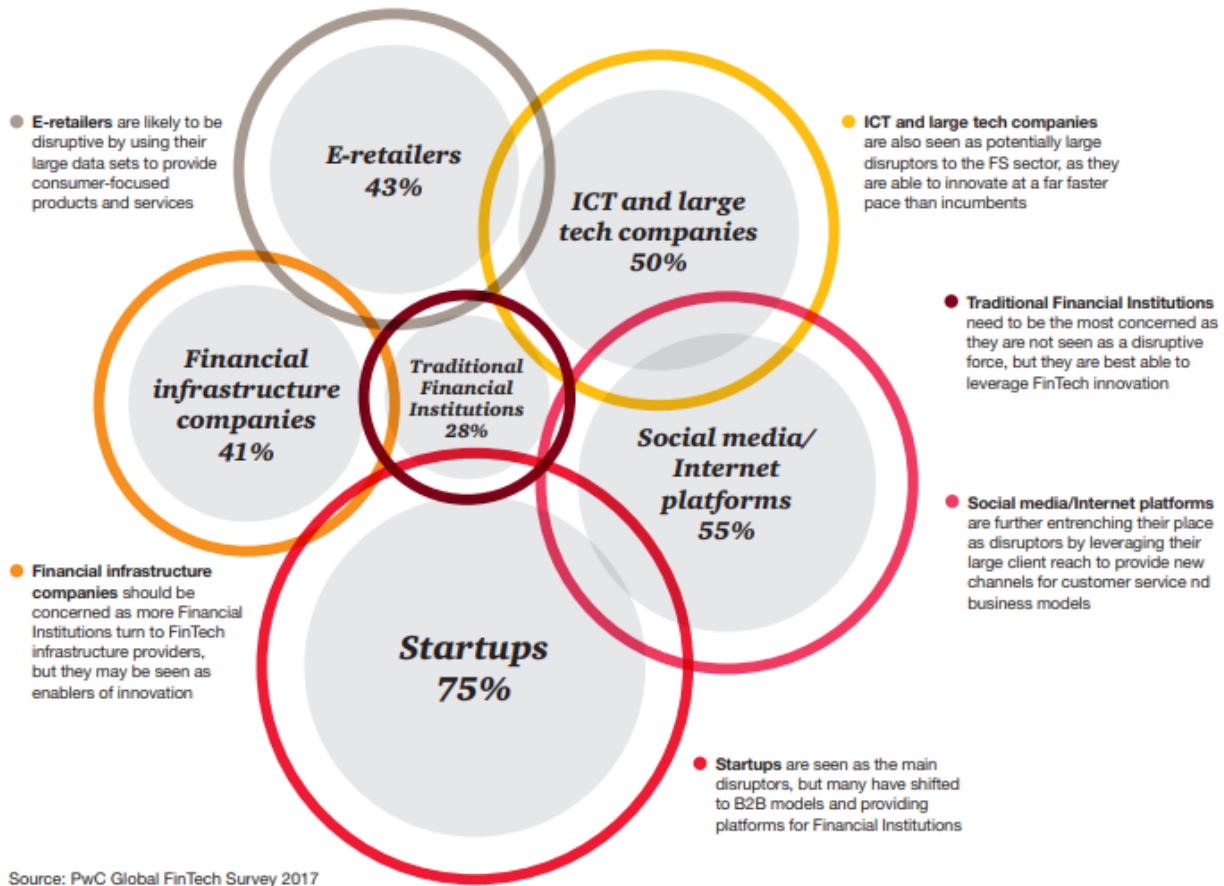 E-retailers are likely to be
disruptive by using their
large data sets to provide
consumer-focused
products and services
E-retailers
43%
ICT and large
tech companies
50%
ICT and large tech companies
are also seen as potentially large
disruptors to the FS sector, as they
are able to innovate at a far faster
pace than incumbents
Financial
infrastructure
companies
41%
Traditional
Financial
Institutions
28%
Traditional Financial Institutions
need to be the most concerned as
they are not seen as a disruptive
force, but they are best able to
leverage FinTech innovation
Social media/
Internet
platforms
55%
Social media/Internet platforms
are further entrenching their place
as disruptors by leveraging their
large client reach to provide new
channels for customer service nd
business models
Financial infrastructure
companies should be
concerned as more Financial
Institutions turn to FinTech
infrastructure providers,
but they may be seen as
enablers of innovation
Startups
75%
Startups are seen as the main
disruptors, but many have shifted
to B2B models and providing
platforms for Financial Institutions
Source: PwC Global FinTech Survey 2017